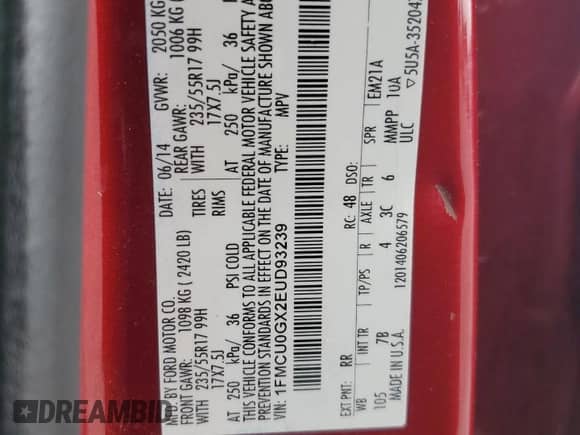 MFD. BY FORD MOTOR CO.
DATE: 06/14
GVWR: 2050 KG
FRONT GAWR: 1098 KG ( 2420 LB)
REAR GAWR: 1006 KG (
WITH 235/55R17 99H TIRES
WITH 235/55R17 99H
17X7.5J RIMS
17X7.5J
AT 250 kPa/ 36 PSI COLD
AT 250 kPa/ 36
THIS VEHICLE CONFORMS TO ALL APPLICABLE FEDERAL MOTOR VEHICLE SAFETY A
PREVENTION STANDARDS IN EFFECT ON THE DATE OF MANUFACTURE SHOWN ABO
VIN: 1FMCU0GX2EUD93239
TYPE: MPV
EXT PNT: RR RC: 48 DSO:
WB INT TR TP/PS R AXLE TR SPR EM21A
105 7B 4 3C 6 MMPP 1UA
MADE IN U.S.A. 1201406206579 ULC
5U5A-35204
DREAMBID